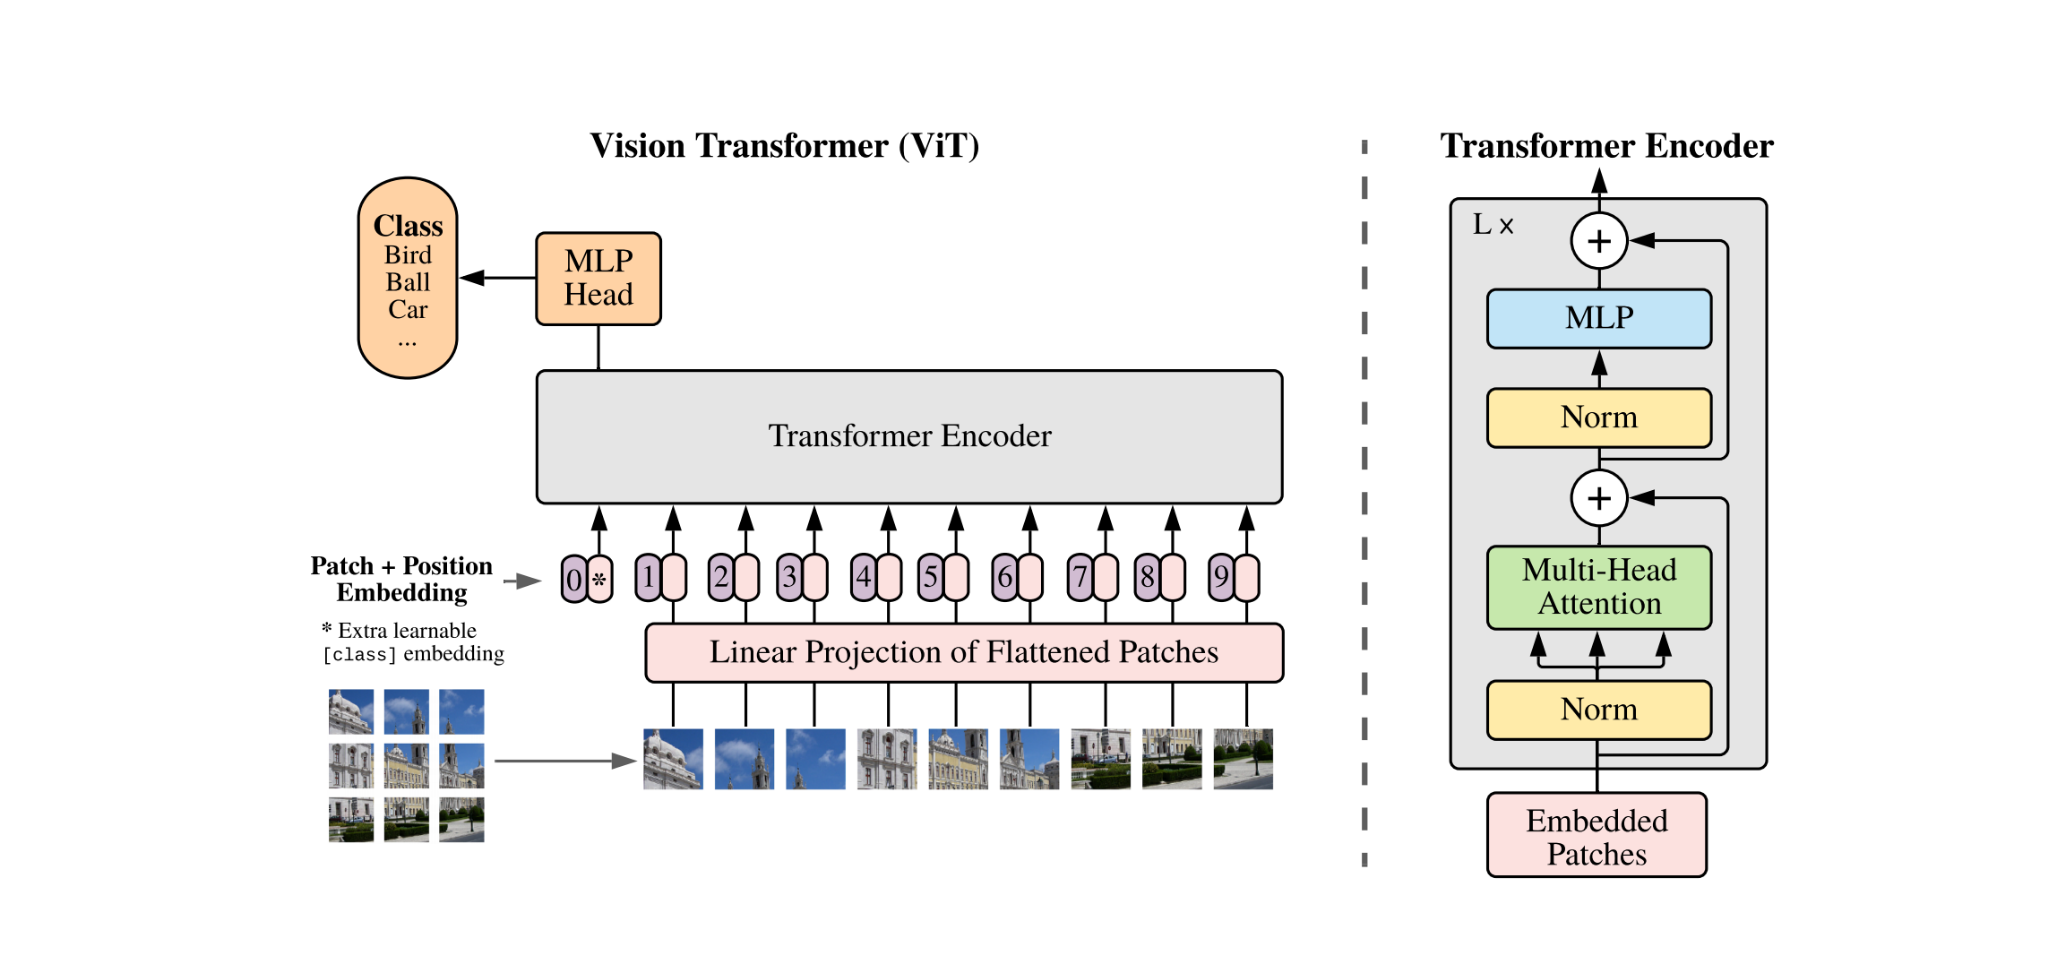 Vision Transformer (ViT)
Class
Bird
Ball
Car
...
MLP
Head
Transformer Encoder
Patch + Position
Embedding
0 * 1 2 3 4 5 6 7 8 9
* Extra learnable
[class] embedding
Linear Projection of Flattened Patches
Transformer Encoder
L x
+
MLP
Norm
+
Multi-Head
Attention
Norm
Embedded
Patches